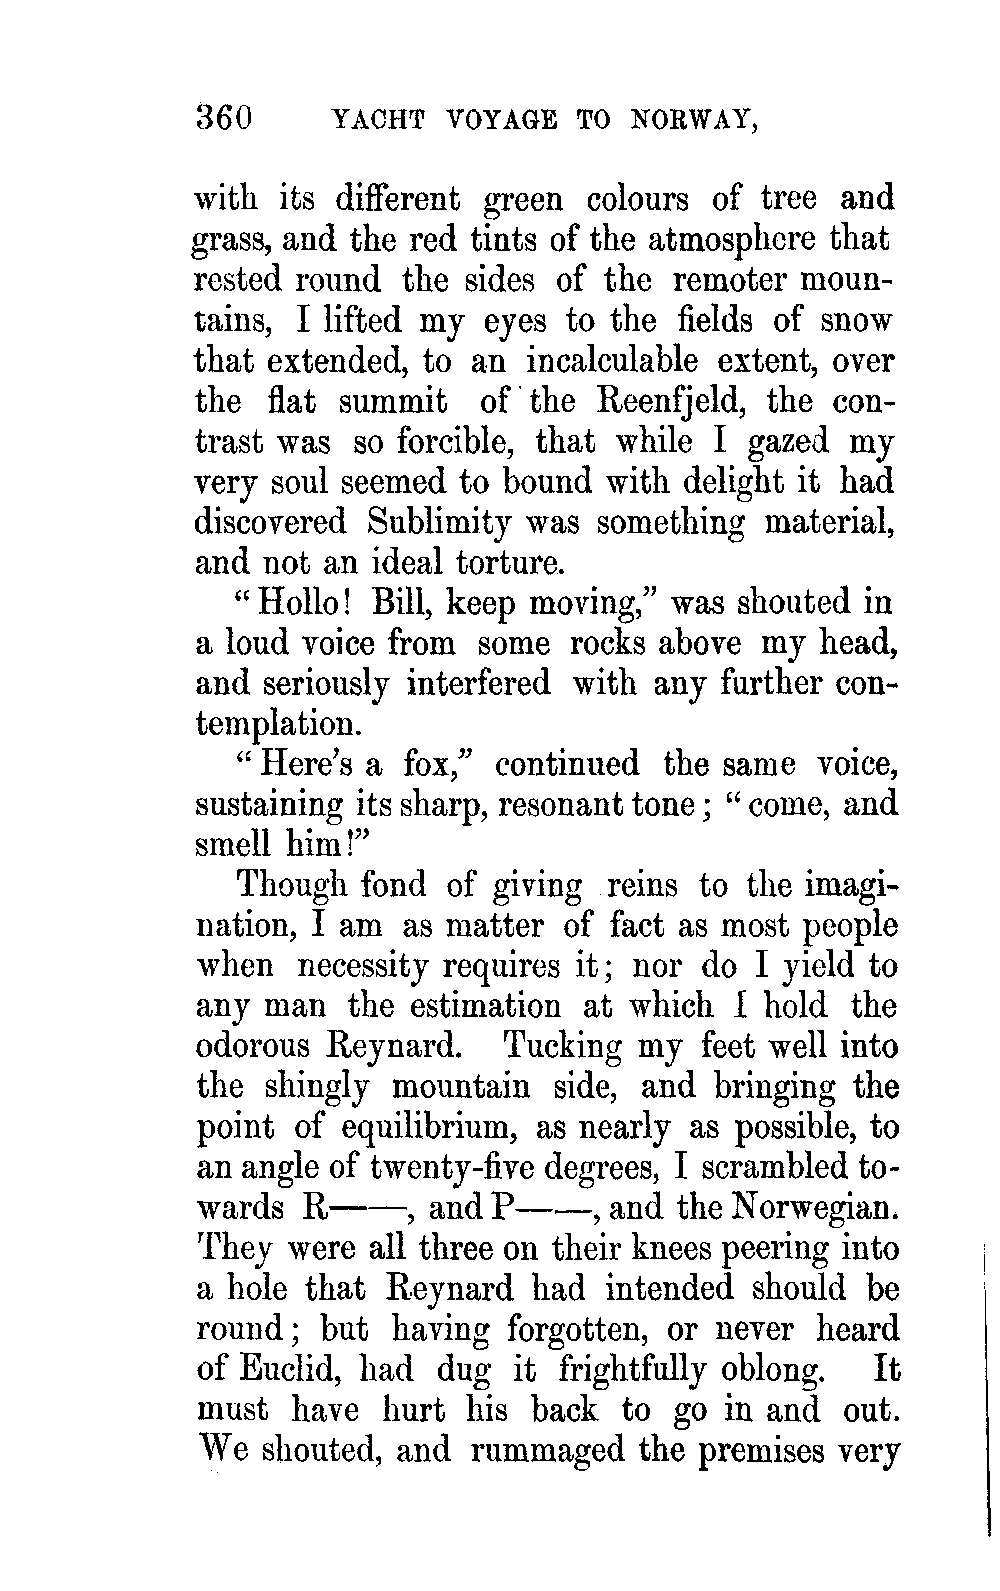 360 YACHT VOYAGE TO NORWAY,
with its different green colours of tree and
grass, and the red tints of the atmosphere that
rested round the sides of the remoter moun-
tains, I lifted my eyes to the fields of snow
that extended, to an incalculable extent, over
the flat summit of the Reenfjeld, the con-
trast was so forcible, that while I gazed my
very soul seemed to bound with delight it had
discovered Sublimity was something material,
and not an ideal torture.
“Hollo! Bill, keep moving,” was shouted in
a loud voice from some rocks above my head,
and seriously interfered with any further con-
templation.
“Here’s a fox,” continued the same voice,
sustaining its sharp, resonant tone; “come, and
smell him!”
Though fond of giving reins to the imagi-
nation, I am as matter of fact as most people
when necessity requires it; nor do I yield to
any man the estimation at which I hold the
odorous Reynard. Tucking my feet well into
the shingly mountain side, and bringing the
point of equilibrium, as nearly as possible, to
an angle of twenty-five degrees, I scrambled to-
wards R——, and P——, and the Norwegian.
They were all three on their knees peering into
a hole that Reynard had intended should be
round; but having forgotten, or never heard
of Euclid, had dug it frightfully oblong. It
must have hurt his back to go in and out.
We shouted, and rummaged the premises very